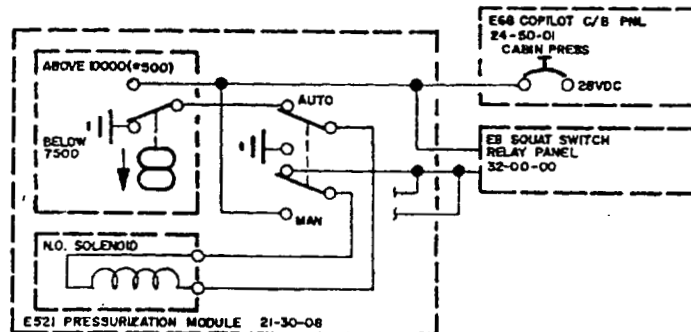 E68 COPILOT C/B PNL
24-50-01
CABIN PRESS
28VDC
ABOVE 10000(±500)
AUTO
BELOW
7500
E8 SQUAT SWITCH
RELAY PANEL
32-00-00
MAN
N.O. SOLENOID
E521 PRESSURIZATION MODULE 21-30-08